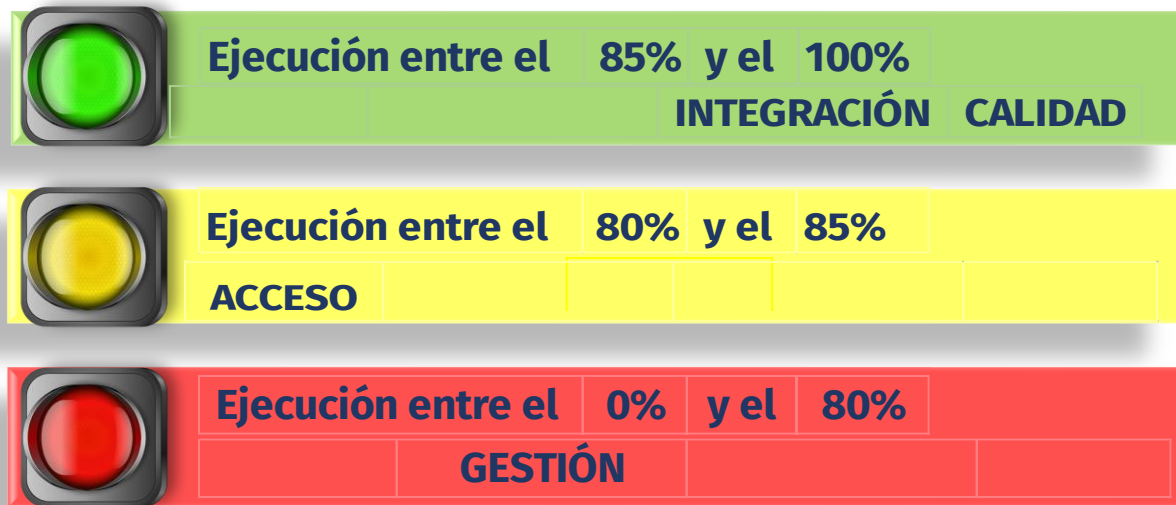 Ejecución entre el 85% y el 100%
INTEGRACIÓN CALIDAD
Ejecución entre el 80% y el 85%
ACCESO
Ejecución entre el 0% y el 80%
GESTIÓN